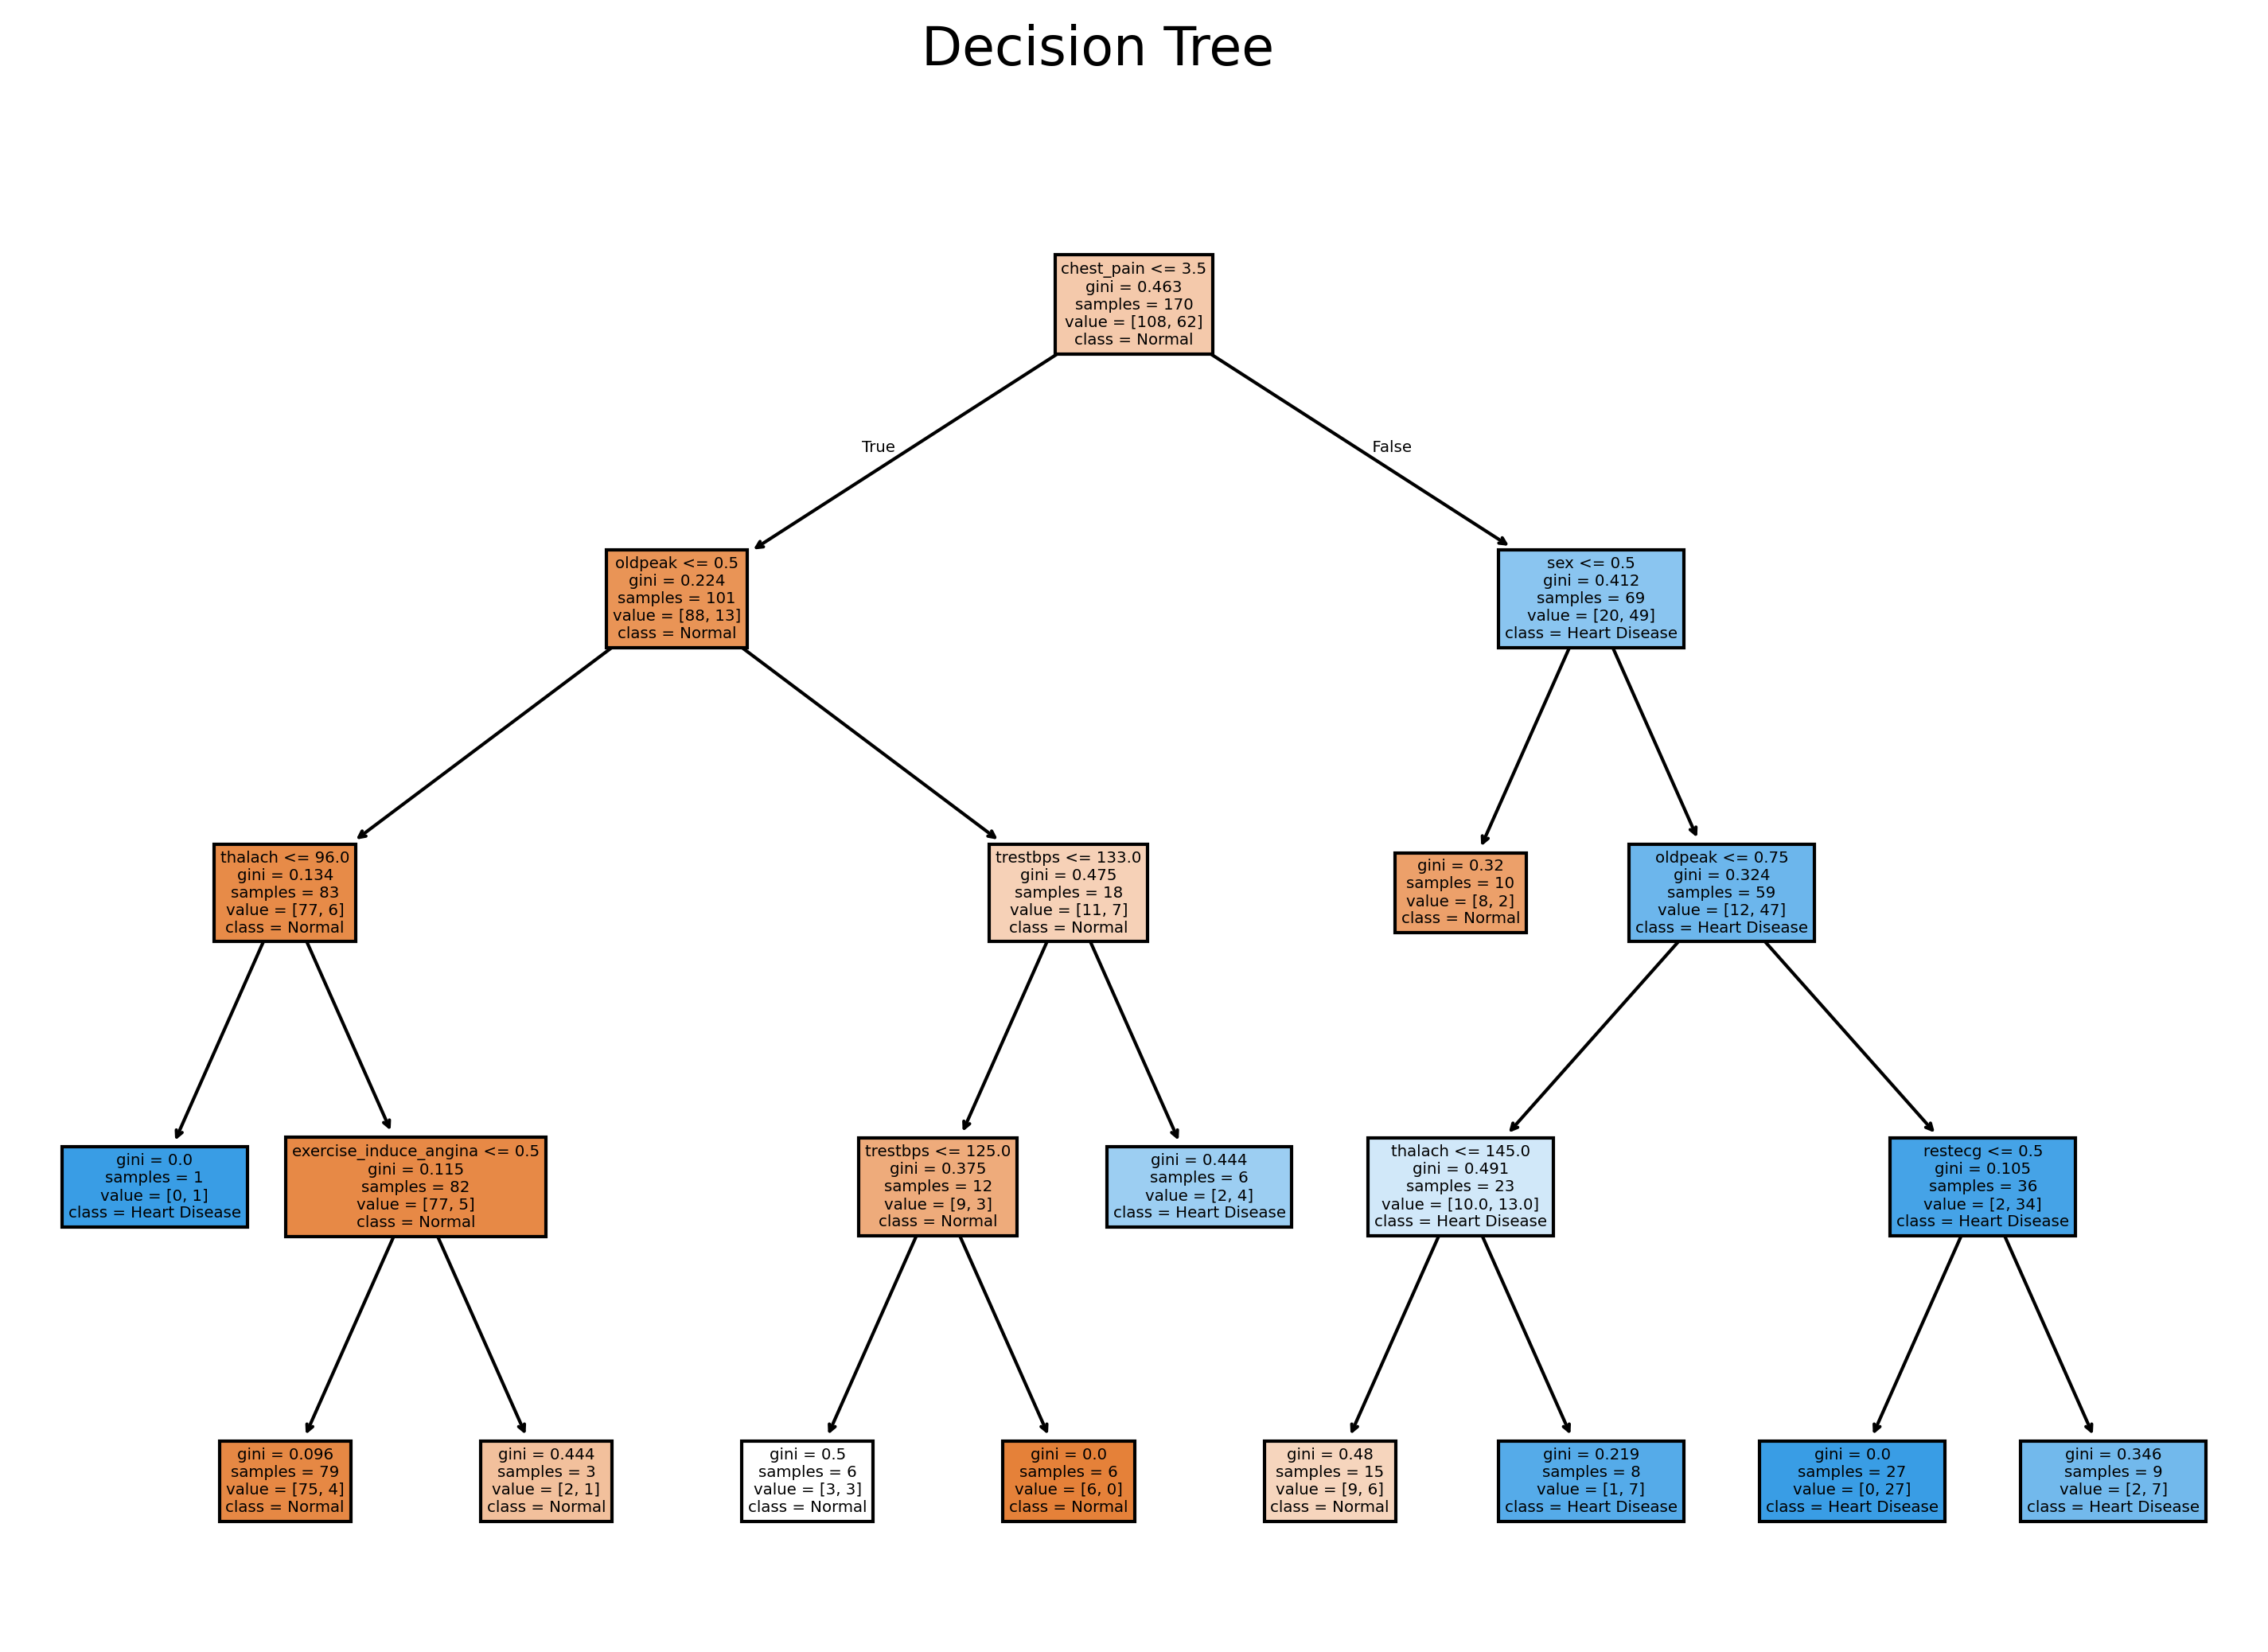 Decision Tree
chest_pain <= 3.5
gini = 0.463
samples = 170
value = [108, 62]
class = Normal
True
False
oldpeak <= 0.5
gini = 0.224
samples = 101
value = [88, 13]
class = Normal
sex <= 0.5
gini = 0.412
samples = 69
value = [20, 49]
class = Heart Disease
thalach <= 96.0
gini = 0.134
samples = 83
value = [77, 6]
class = Normal
trestbps <= 133.0
gini = 0.475
samples = 18
value = [11, 7]
class = Normal
gini = 0.32
samples = 10
value = [8, 2]
class = Normal
oldpeak <= 0.75
gini = 0.324
samples = 59
value = [12, 47]
class = Heart Disease
gini = 0.0
samples = 1
value = [0, 1]
class = Heart Disease
exercise_induce_angina <= 0.5
gini = 0.115
samples = 82
value = [77, 5]
class = Normal
trestbps <= 125.0
gini = 0.375
samples = 12
value = [9, 3]
class = Normal
gini = 0.444
samples = 6
value = [2, 4]
class = Heart Disease
thalach <= 145.0
gini = 0.491
samples = 23
value = [10.0, 13.0]
class = Heart Disease
restecg <= 0.5
gini = 0.105
samples = 36
value = [2, 34]
class = Heart Disease
gini = 0.096
samples = 79
value = [75, 4]
class = Normal
gini = 0.444
samples = 3
value = [2, 1]
class = Normal
gini = 0.5
samples = 6
value = [3, 3]
class = Normal
gini = 0.0
samples = 6
value = [6, 0]
class = Normal
gini = 0.48
samples = 15
value = [9, 6]
class = Normal
gini = 0.219
samples = 8
value = [1, 7]
class = Heart Disease
gini = 0.0
samples = 27
value = [0, 27]
class = Heart Disease
gini = 0.346
samples = 9
value = [2, 7]
class = Heart Disease